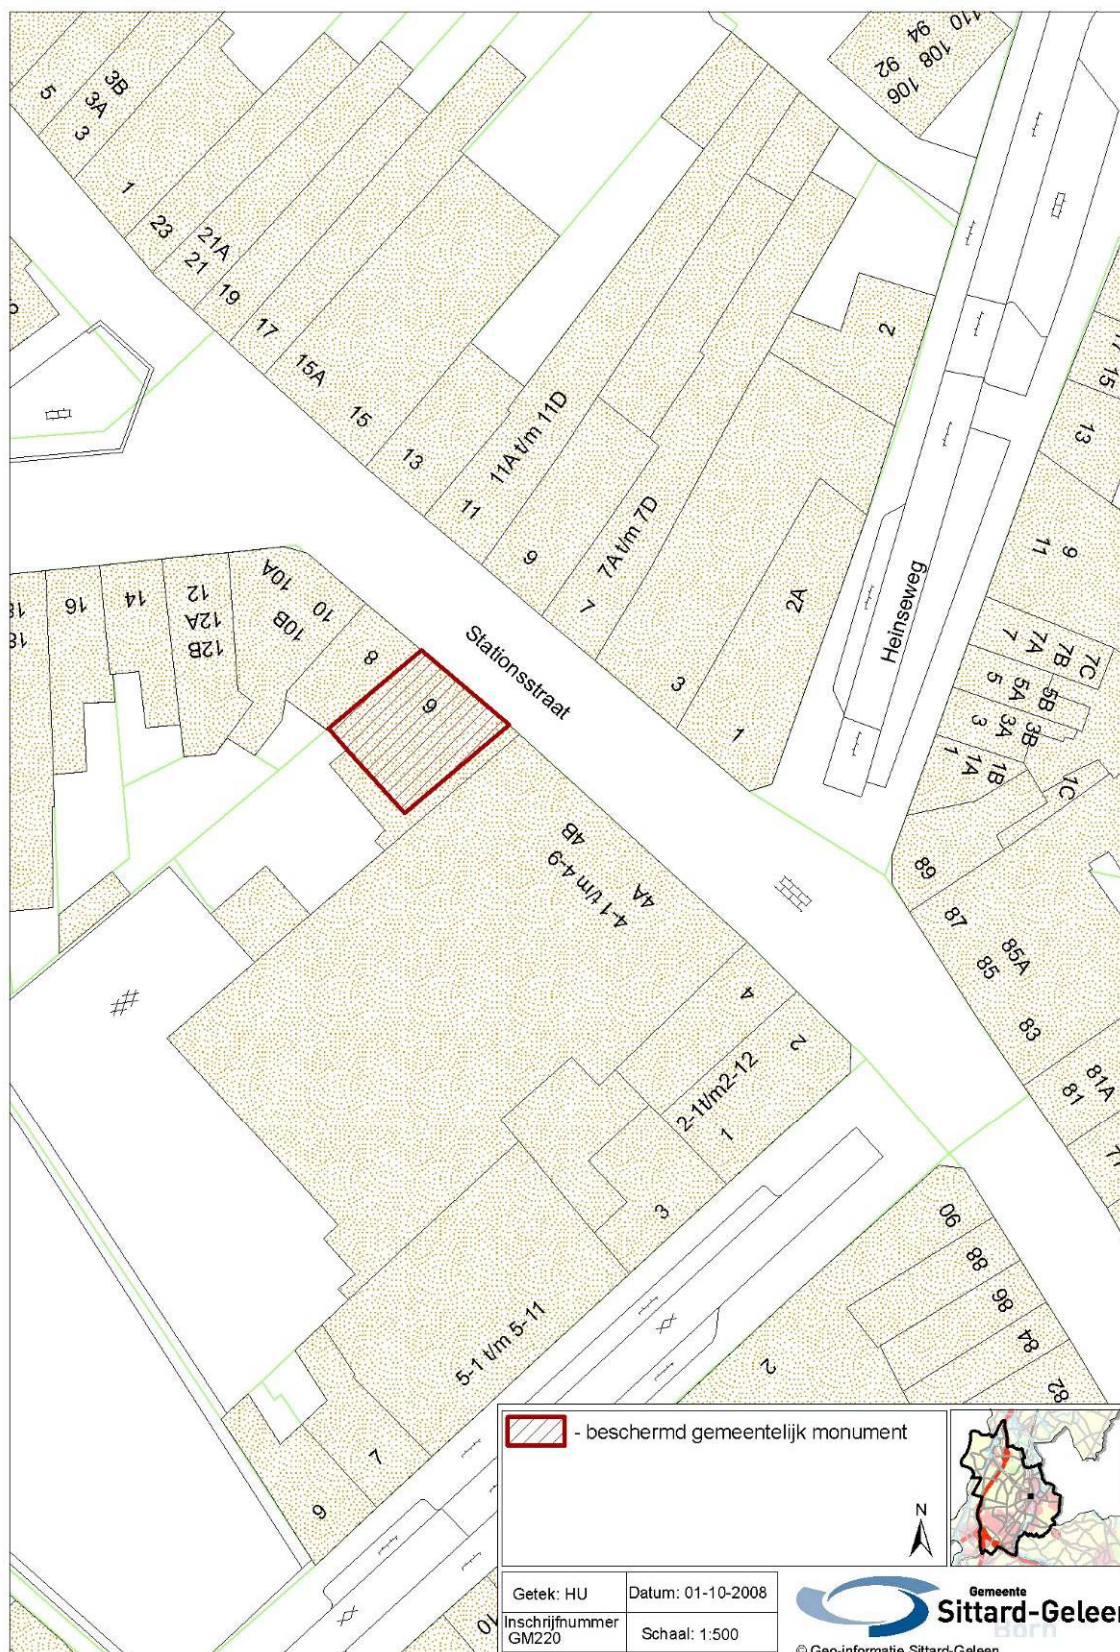 5
3B
3A
3
1
23
21A
21
19
17
15A
15
13
11
11A t/m 11D
9
7A t/m 7D
7
3
1
2A
2
110
94
108
92
106
Heinseweg
Stationsstraat
15
13
9
11
7C
7B
7A
7
5B
5A
5
3B
3A
3
1B
1A
1
1C
16
14
12
12A
12B
10A
10
10B
8
6
4B
4-1 t/m 4-9
4A
4
2
2-1t/m2-12
1
3
5-1 t/m 5-11
7
9
89
87
85A
85
83
81A
81
77
90
88
86
84
82
2
10
- beschermd gemeentelijk monument
N
Getek: HU
Datum: 01-10-2008
Inschrijfnummer
GM220
Schaal: 1:500
Gemeente
Sittard-Geleen
Born
© Geo-informatie Sittard-Geleen